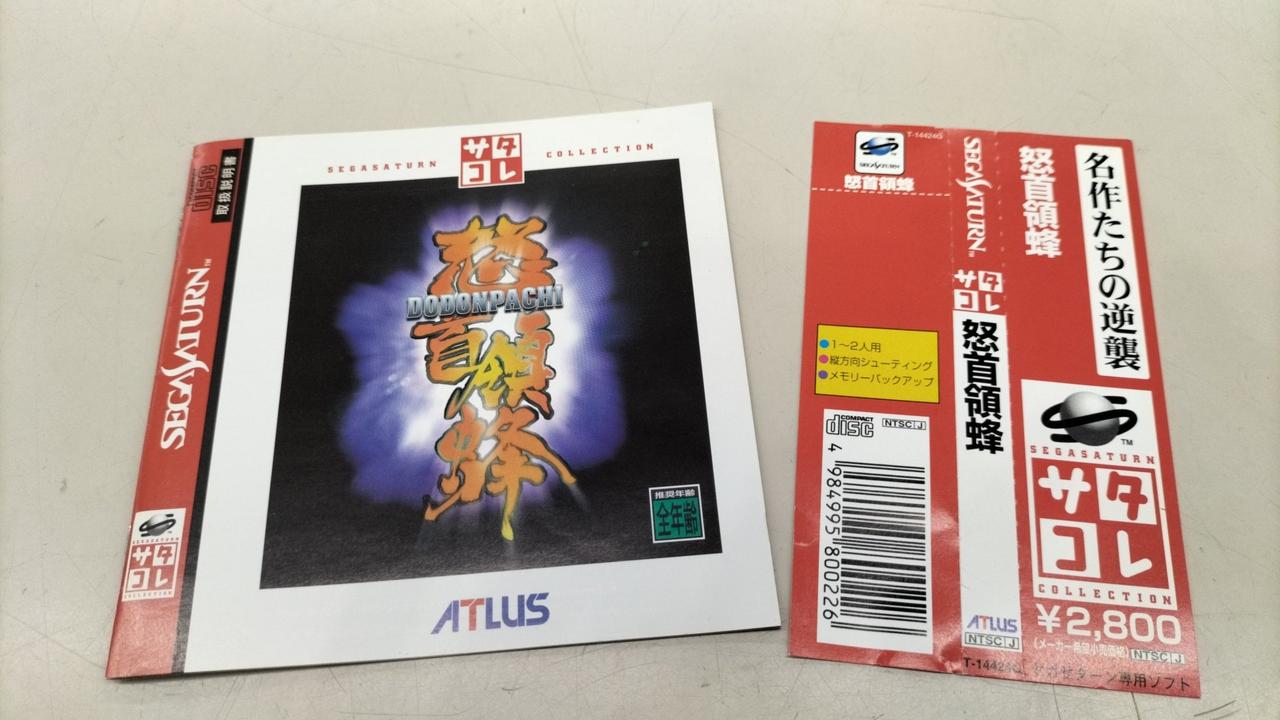 SEGASATURN
サタ
コレ
COLLECTION
DISC
取扱説明書
SEGASATURN™
SEGASATURN
サタ
コレ
COLLECTION
怒首領蜂
DODONPACHI
推奨年齢
全年齢
ATLUS
T-14424G
SEGASATURN
怒首領蜂
●1～2人用
●縦方向シューティング
●メモリーバックアップ
COMPACT
disc
NTSC J
4 984995 800226
SEGASATURN™
サタ
コレ
怒首領蜂
ATLUS
NTSC J
怒首領蜂
名作たちの逆襲
TM
SEGASATURN
サタ
コレ
COLLECTION
¥2,800
(メーカー希望小売価格) NTSC J
T-14424G セガサターン専用ソフト